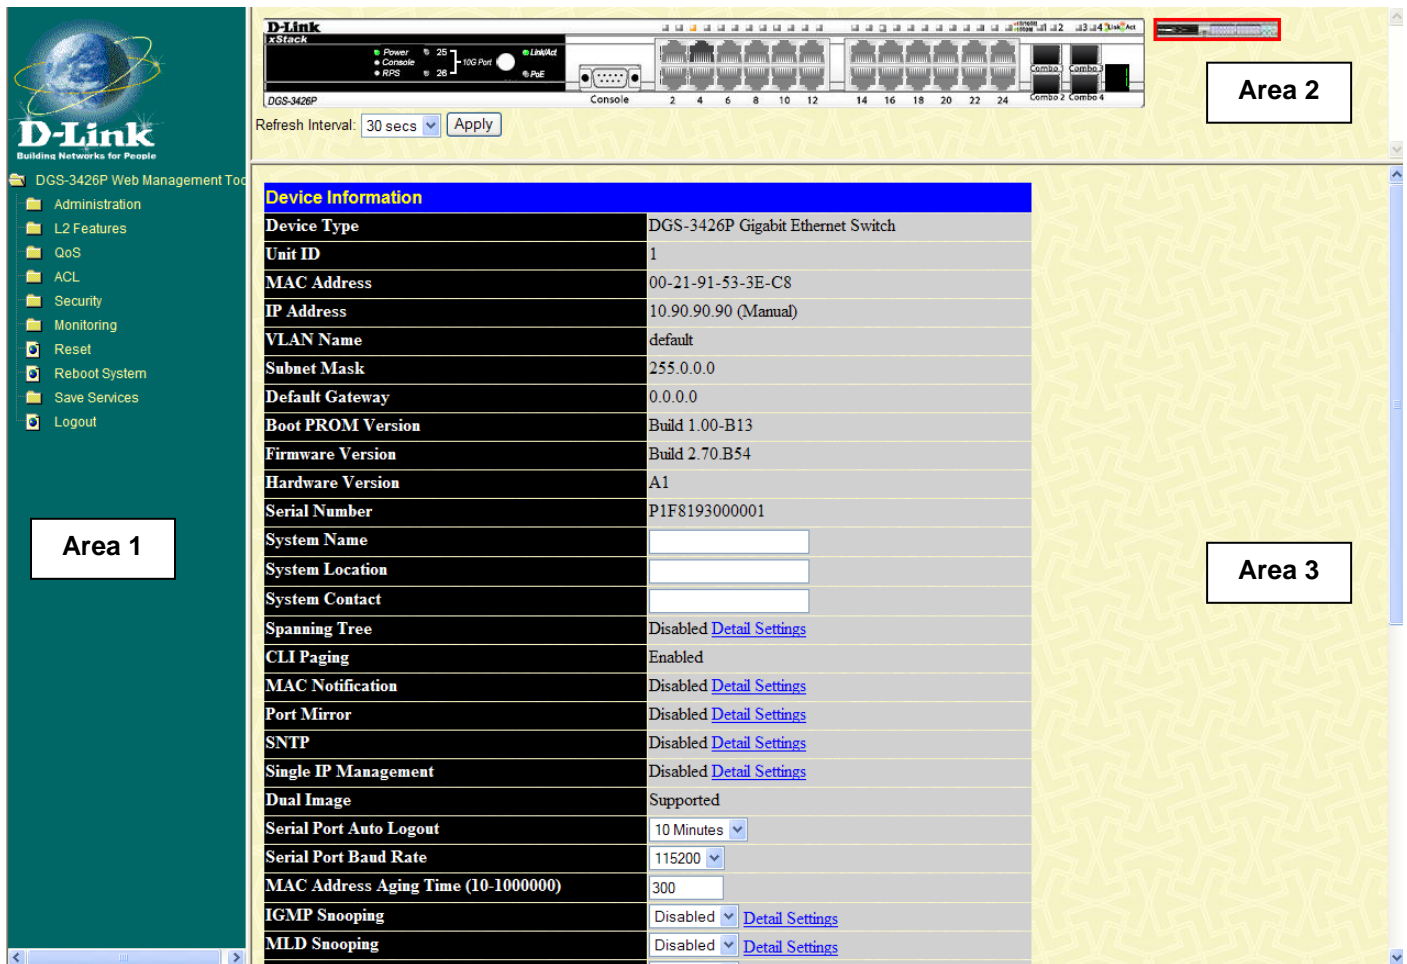 D-Link
Building Networks for People
DGS-3426P Web Management Too
Administration
L2 Features
QoS
ACL
Security
Monitoring
Reset
Reboot System
Save Services
Logout
Area 1
D-Link
xStack
Power
Console
RPS
25
26
10G Port
Link/Act
PoE
DGS-3426P
Console
2 4 6 8 10 12
14 16 18 20 22 24
1 2 3 4 Link/Act
Combo 1 Combo 3
Combo 2 Combo 4
Refresh Interval: 30 secs Apply
Area 2
Device Information
Device Type DGS-3426P Gigabit Ethernet Switch
Unit ID 1
MAC Address 00-21-91-53-3E-C8
IP Address 10.90.90.90 (Manual)
VLAN Name default
Subnet Mask 255.0.0.0
Default Gateway 0.0.0.0
Boot PROM Version Build 1.00-B13
Firmware Version Build 2.70.B54
Hardware Version A1
Serial Number P1F8193000001
System Name
System Location
System Contact
Spanning Tree Disabled Detail Settings
CLI Paging Enabled
MAC Notification Disabled Detail Settings
Port Mirror Disabled Detail Settings
SNTP Disabled Detail Settings
Single IP Management Disabled Detail Settings
Dual Image Supported
Serial Port Auto Logout 10 Minutes
Serial Port Baud Rate 115200
MAC Address Aging Time (10-1000000) 300
IGMP Snooping Disabled Detail Settings
MLD Snooping Disabled Detail Settings
Area 3